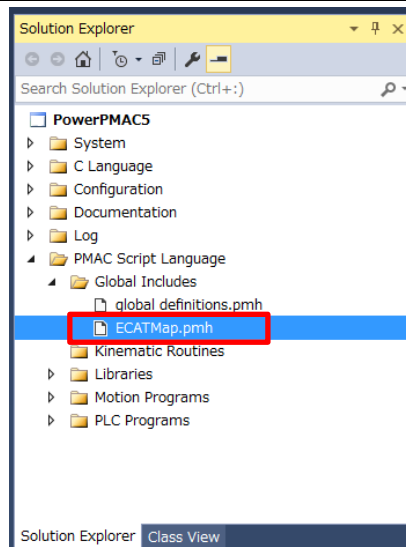 Solution Explorer
Search Solution Explorer (Ctrl+:)
PowerPMAC5
System
C Language
Configuration
Documentation
Log
PMAC Script Language
Global Includes
global definitions.pmh
ECATMap.pmh
Kinematic Routines
Libraries
Motion Programs
PLC Programs
Solution Explorer Class View